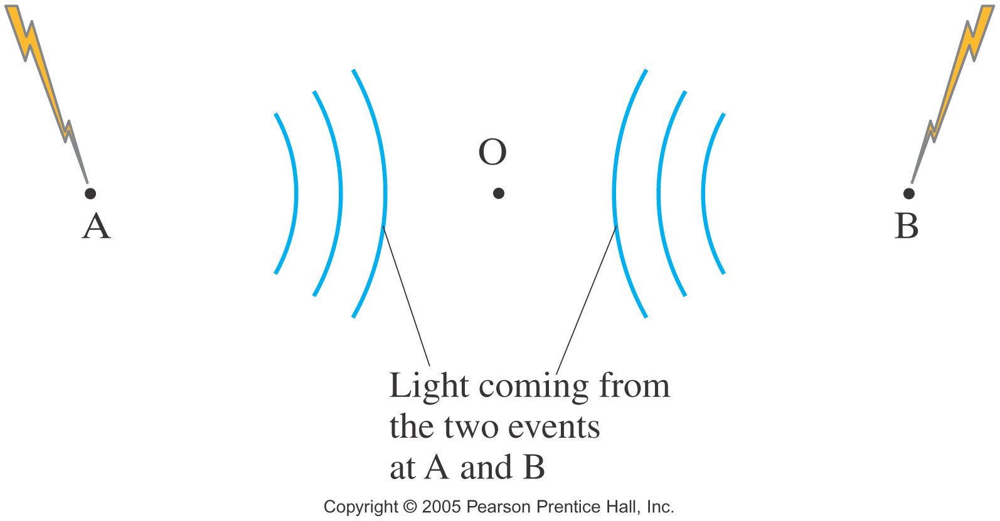 O
A
B
Light coming from
the two events
at A and B
Copyright © 2005 Pearson Prentice Hall, Inc.